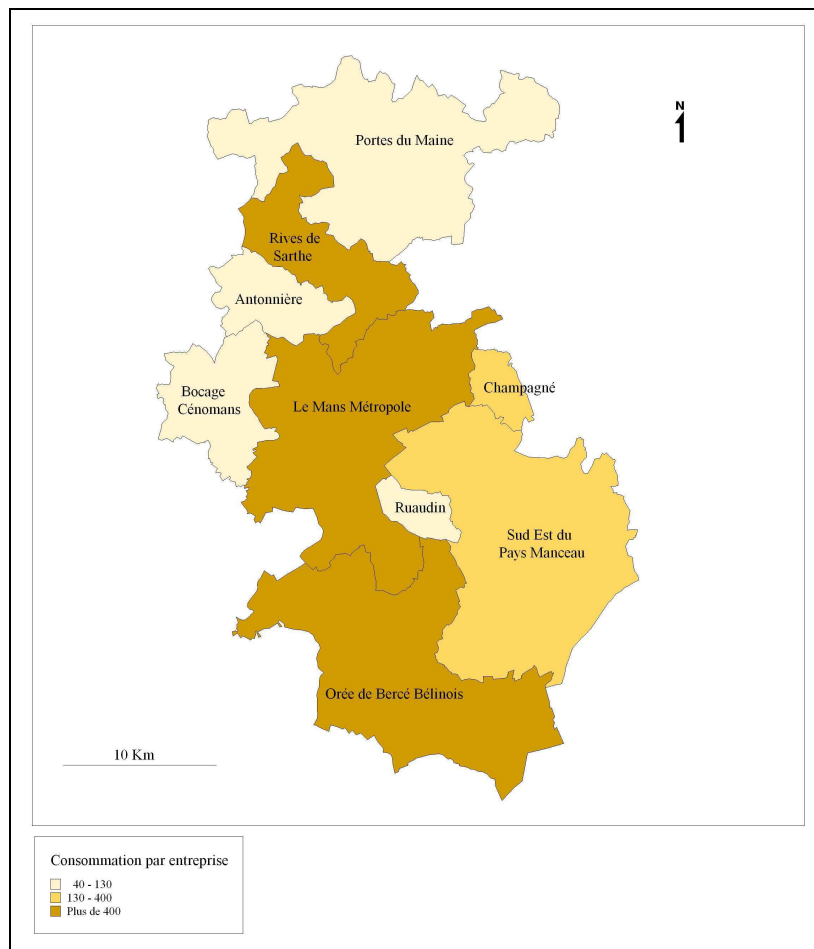 N
Portes du Maine
Rives de
Sarthe
Antonnière
Champagné
Bocage
Cénomans
Le Mans Métropole
Ruaudin
Sud Est du
Pays Manceau
Orée de Bercé Bélinois
10 Km
Consommation par entreprise
40 - 130
130 - 400
Plus de 400